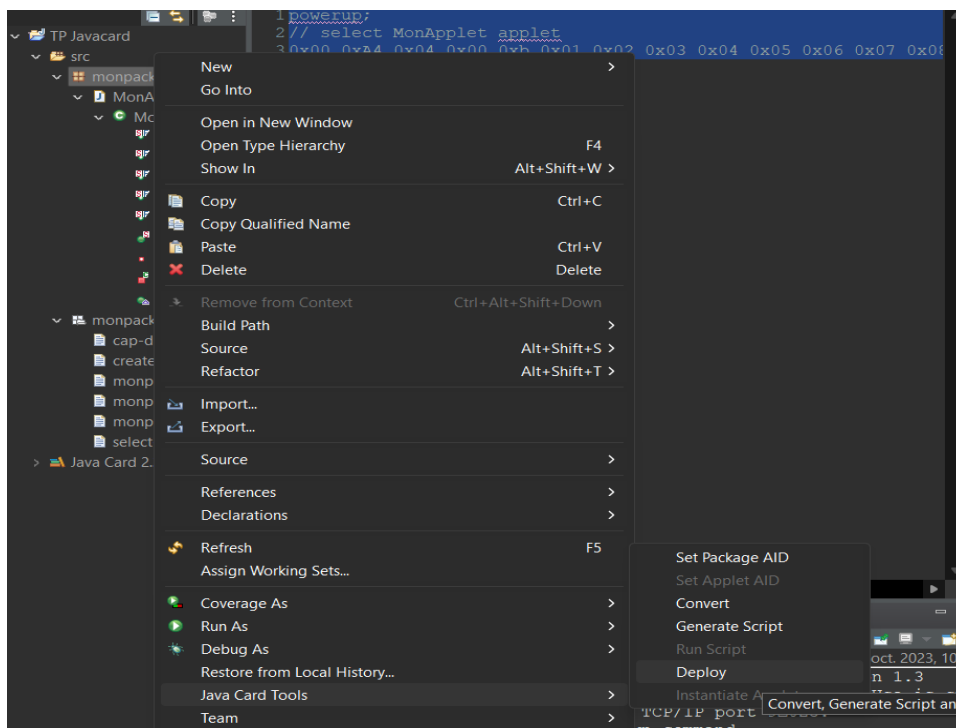 1 powerup;
2 // select MonApplet applet
3 0x00 0xA4 0x04 0x00 0xb 0x01 0x02 0x03 0x04 0x05 0x06 0x07 0x08
TP Javacard
src
monpack
MonA
Mo
monpack
cap-d
create
monp
monp
monp
select
Java Card 2.
New
Go Into
Open in New Window
Open Type Hierarchy F4
Show In Alt+Shift+W >
Copy Ctrl+C
Copy Qualified Name
Paste Ctrl+V
Delete Delete
Remove from Context Ctrl+Alt+Shift+Down
Build Path
Source Alt+Shift+S >
Refactor Alt+Shift+T >
Import...
Export...
Source
References
Declarations
Refresh F5
Assign Working Sets...
Coverage As
Run As
Debug As
Restore from Local History...
Java Card Tools
Team
Set Package AID
Set Applet AID
Convert
Generate Script
Run Script
Deploy
Instantiate
Convert, Generate Script an
oct. 2023, 10
n 1.3
TCP/IP port